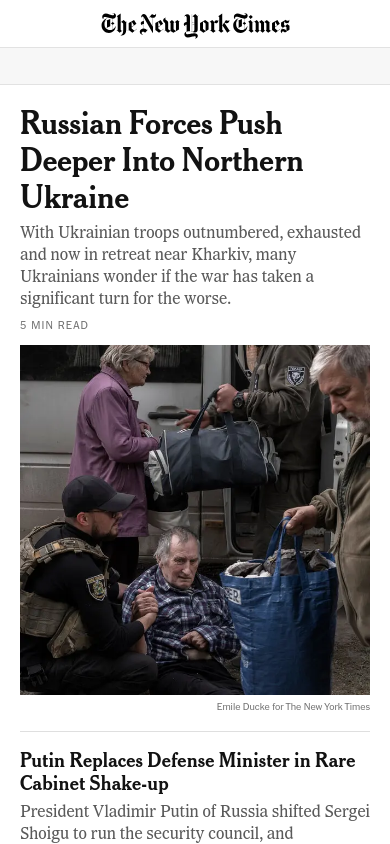 The New York Times
Russian Forces Push
Deeper Into Northern
Ukraine
With Ukrainian troops outnumbered, exhausted
and now in retreat near Kharkiv, many
Ukrainians wonder if the war has taken a
significant turn for the worse.
5 MIN READ
Emile Ducke for The New York Times
Putin Replaces Defense Minister in Rare
Cabinet Shake-up
President Vladimir Putin of Russia shifted Sergei
Shoigu to run the security council, and